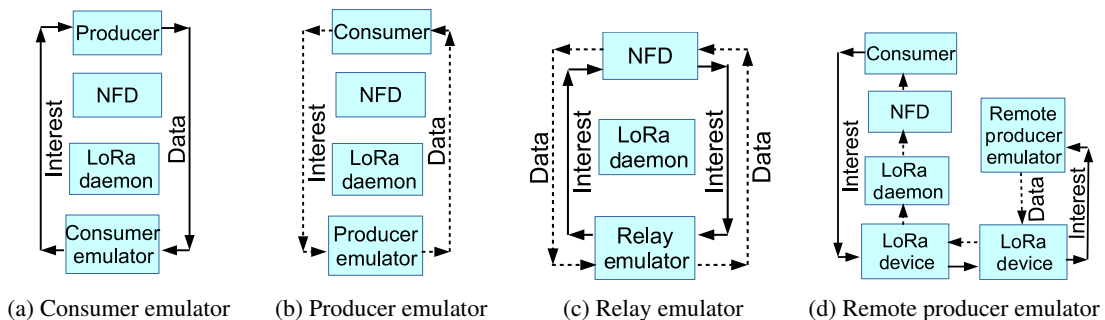 Producer
NFD
LoRa
daemon
Consumer
emulator
Interest
Data
(a) Consumer emulator
Consumer
NFD
LoRa
daemon
Producer
emulator
Interest
Data
(b) Producer emulator
NFD
LoRa
daemon
Relay
emulator
Data
Interest
Interest
Data
(c) Relay emulator
Consumer
NFD
LoRa
daemon
LoRa
device
Interest
Remote
producer
emulator
Data
Interest
LoRa
device
(d) Remote producer emulator